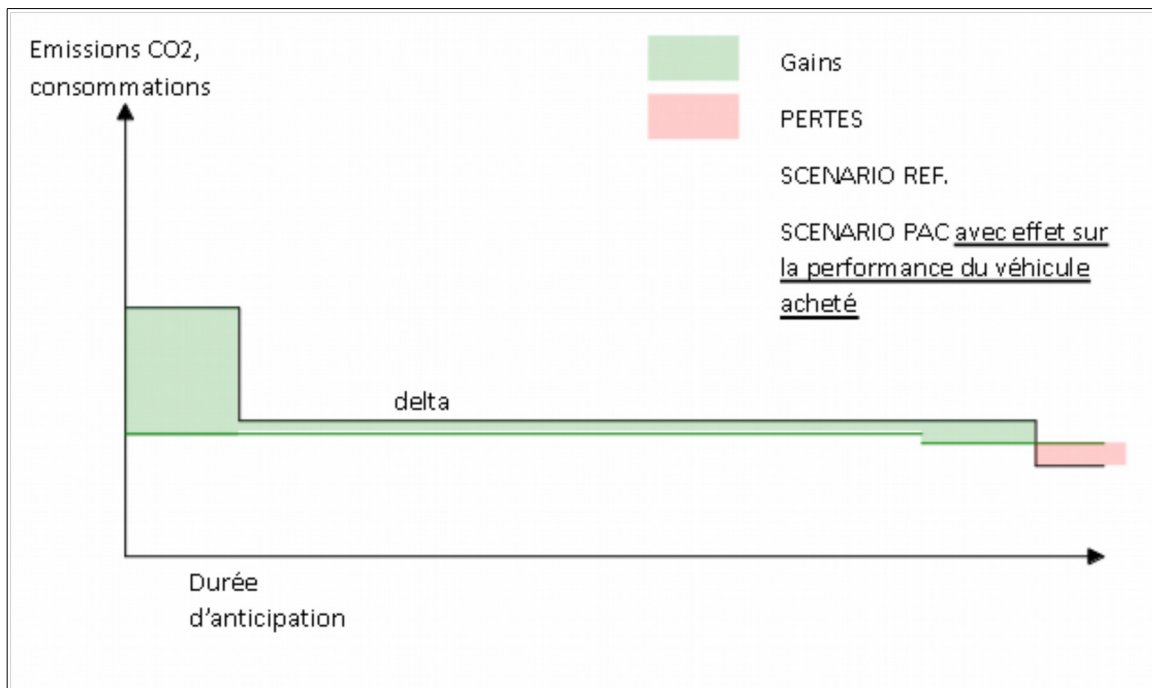 Emissions CO2,
consommations
Gains
PERTES
SCENARIO REF.
SCENARIO PAC avec effet sur
la performance du véhicule
acheté
delta
Durée
d’anticipation